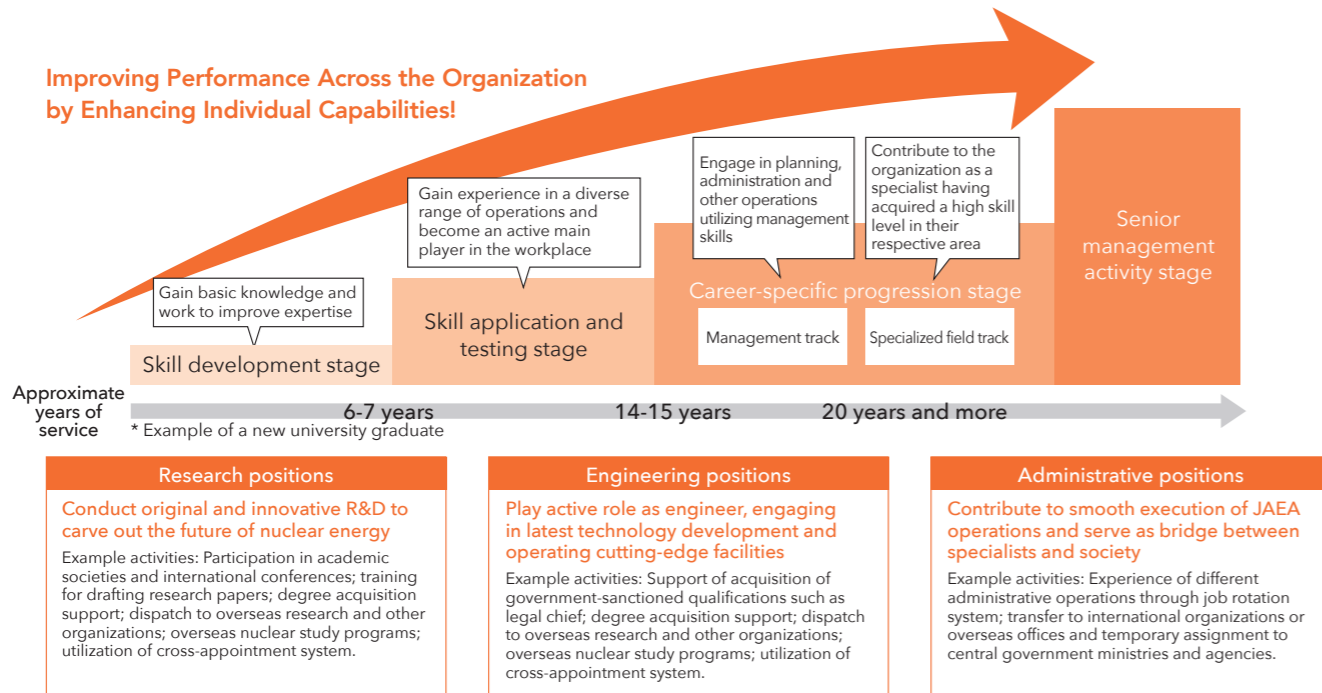 Improving Performance Across the Organization
by Enhancing Individual Capabilities!
Gain basic knowledge and
work to improve expertise
Skill development stage
Gain experience in a diverse
range of operations and
become an active main
player in the workplace
Skill application and
testing stage
Engage in planning,
administration and
other operations
utilizing management
skills
Contribute to the
organization as a
specialist having
acquired a high skill
level in their
respective area
Career-specific progression stage
Management track
Specialized field track
Senior
management
activity stage
Approximate
years of
service
6-7 years
14-15 years
20 years and more
* Example of a new university graduate
Research positions
Conduct original and innovative R&D to
carve out the future of nuclear energy
Example activities: Participation in academic
societies and international conferences; training
for drafting research papers; degree acquisition
support; dispatch to overseas research and other
organizations; overseas nuclear study programs;
utilization of cross-appointment system.
Engineering positions
Play active role as engineer, engaging
in latest technology development and
operating cutting-edge facilities
Example activities: Support of acquisition of
government-sanctioned qualifications such as
legal chief; degree acquisition support; dispatch
to overseas research and other organizations;
overseas nuclear study programs; utilization of
cross-appointment system.
Administrative positions
Contribute to smooth execution of JAEA
operations and serve as bridge between
specialists and society
Example activities: Experience of different
administrative operations through job rotation
system; transfer to international organizations or
overseas offices and temporary assignment to
central government ministries and agencies.